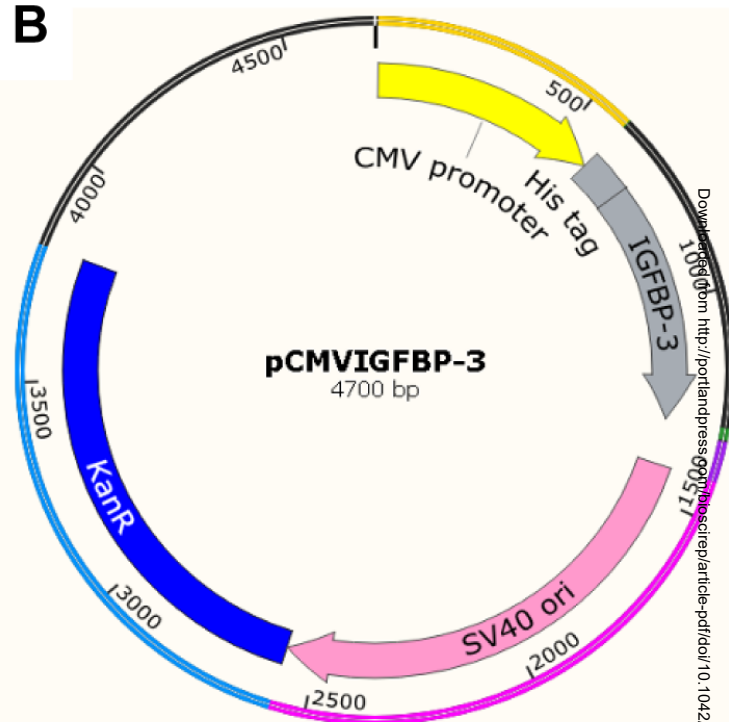 B
4500
500
CMV promoter
His tag
4000
IGFBP-3
1000
pCMVIGFBP-3
4700 bp
3500
KanR
1500
SV40 ori
3000
2000
2500
Downloaded from http://portlandpress.com/bioscirep/article-pdf/doi/10.1042